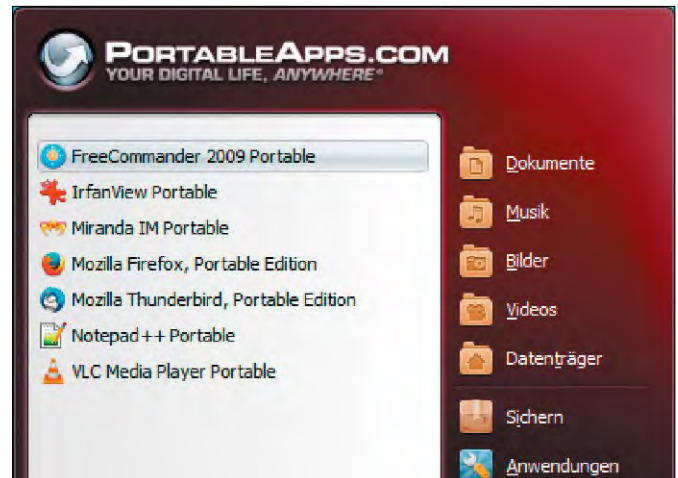 PORTABLEAPPS.COM
YOUR DIGITAL LIFE, ANYWHERE®
FreeCommander 2009 Portable
IrfanView Portable
Miranda IM Portable
Mozilla Firefox, Portable Edition
Mozilla Thunderbird, Portable Edition
Notepad++ Portable
VLC Media Player Portable
Dokumente
Musik
Bilder
Videos
Datenträger
Sichern
Anwendungen